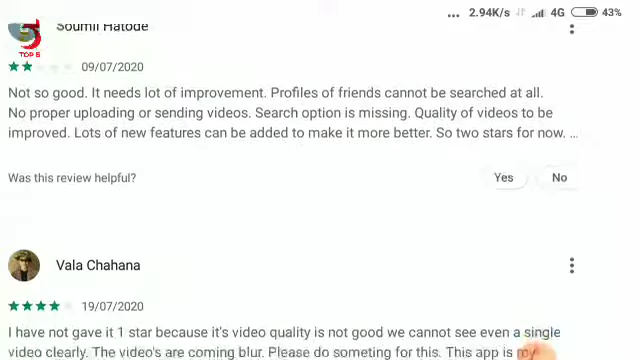 ... 2.94K/s 4G 43%
Soumil Hatode
5
TOP 5
09/07/2020
Not so good. It needs lot of improvement. Profiles of friends cannot be searched at all.
No proper uploading or sending videos. Search option is missing. Quality of videos to be
improved. Lots of new features can be added to make it more better. So two stars for now. ...
Was this review helpful? Yes No
Vala Chahana
19/07/2020
I have not gave it 1 star because it's video quality is not good we cannot see even a single
video clearly. The video's are coming blur. Please do someting for this. This app is my